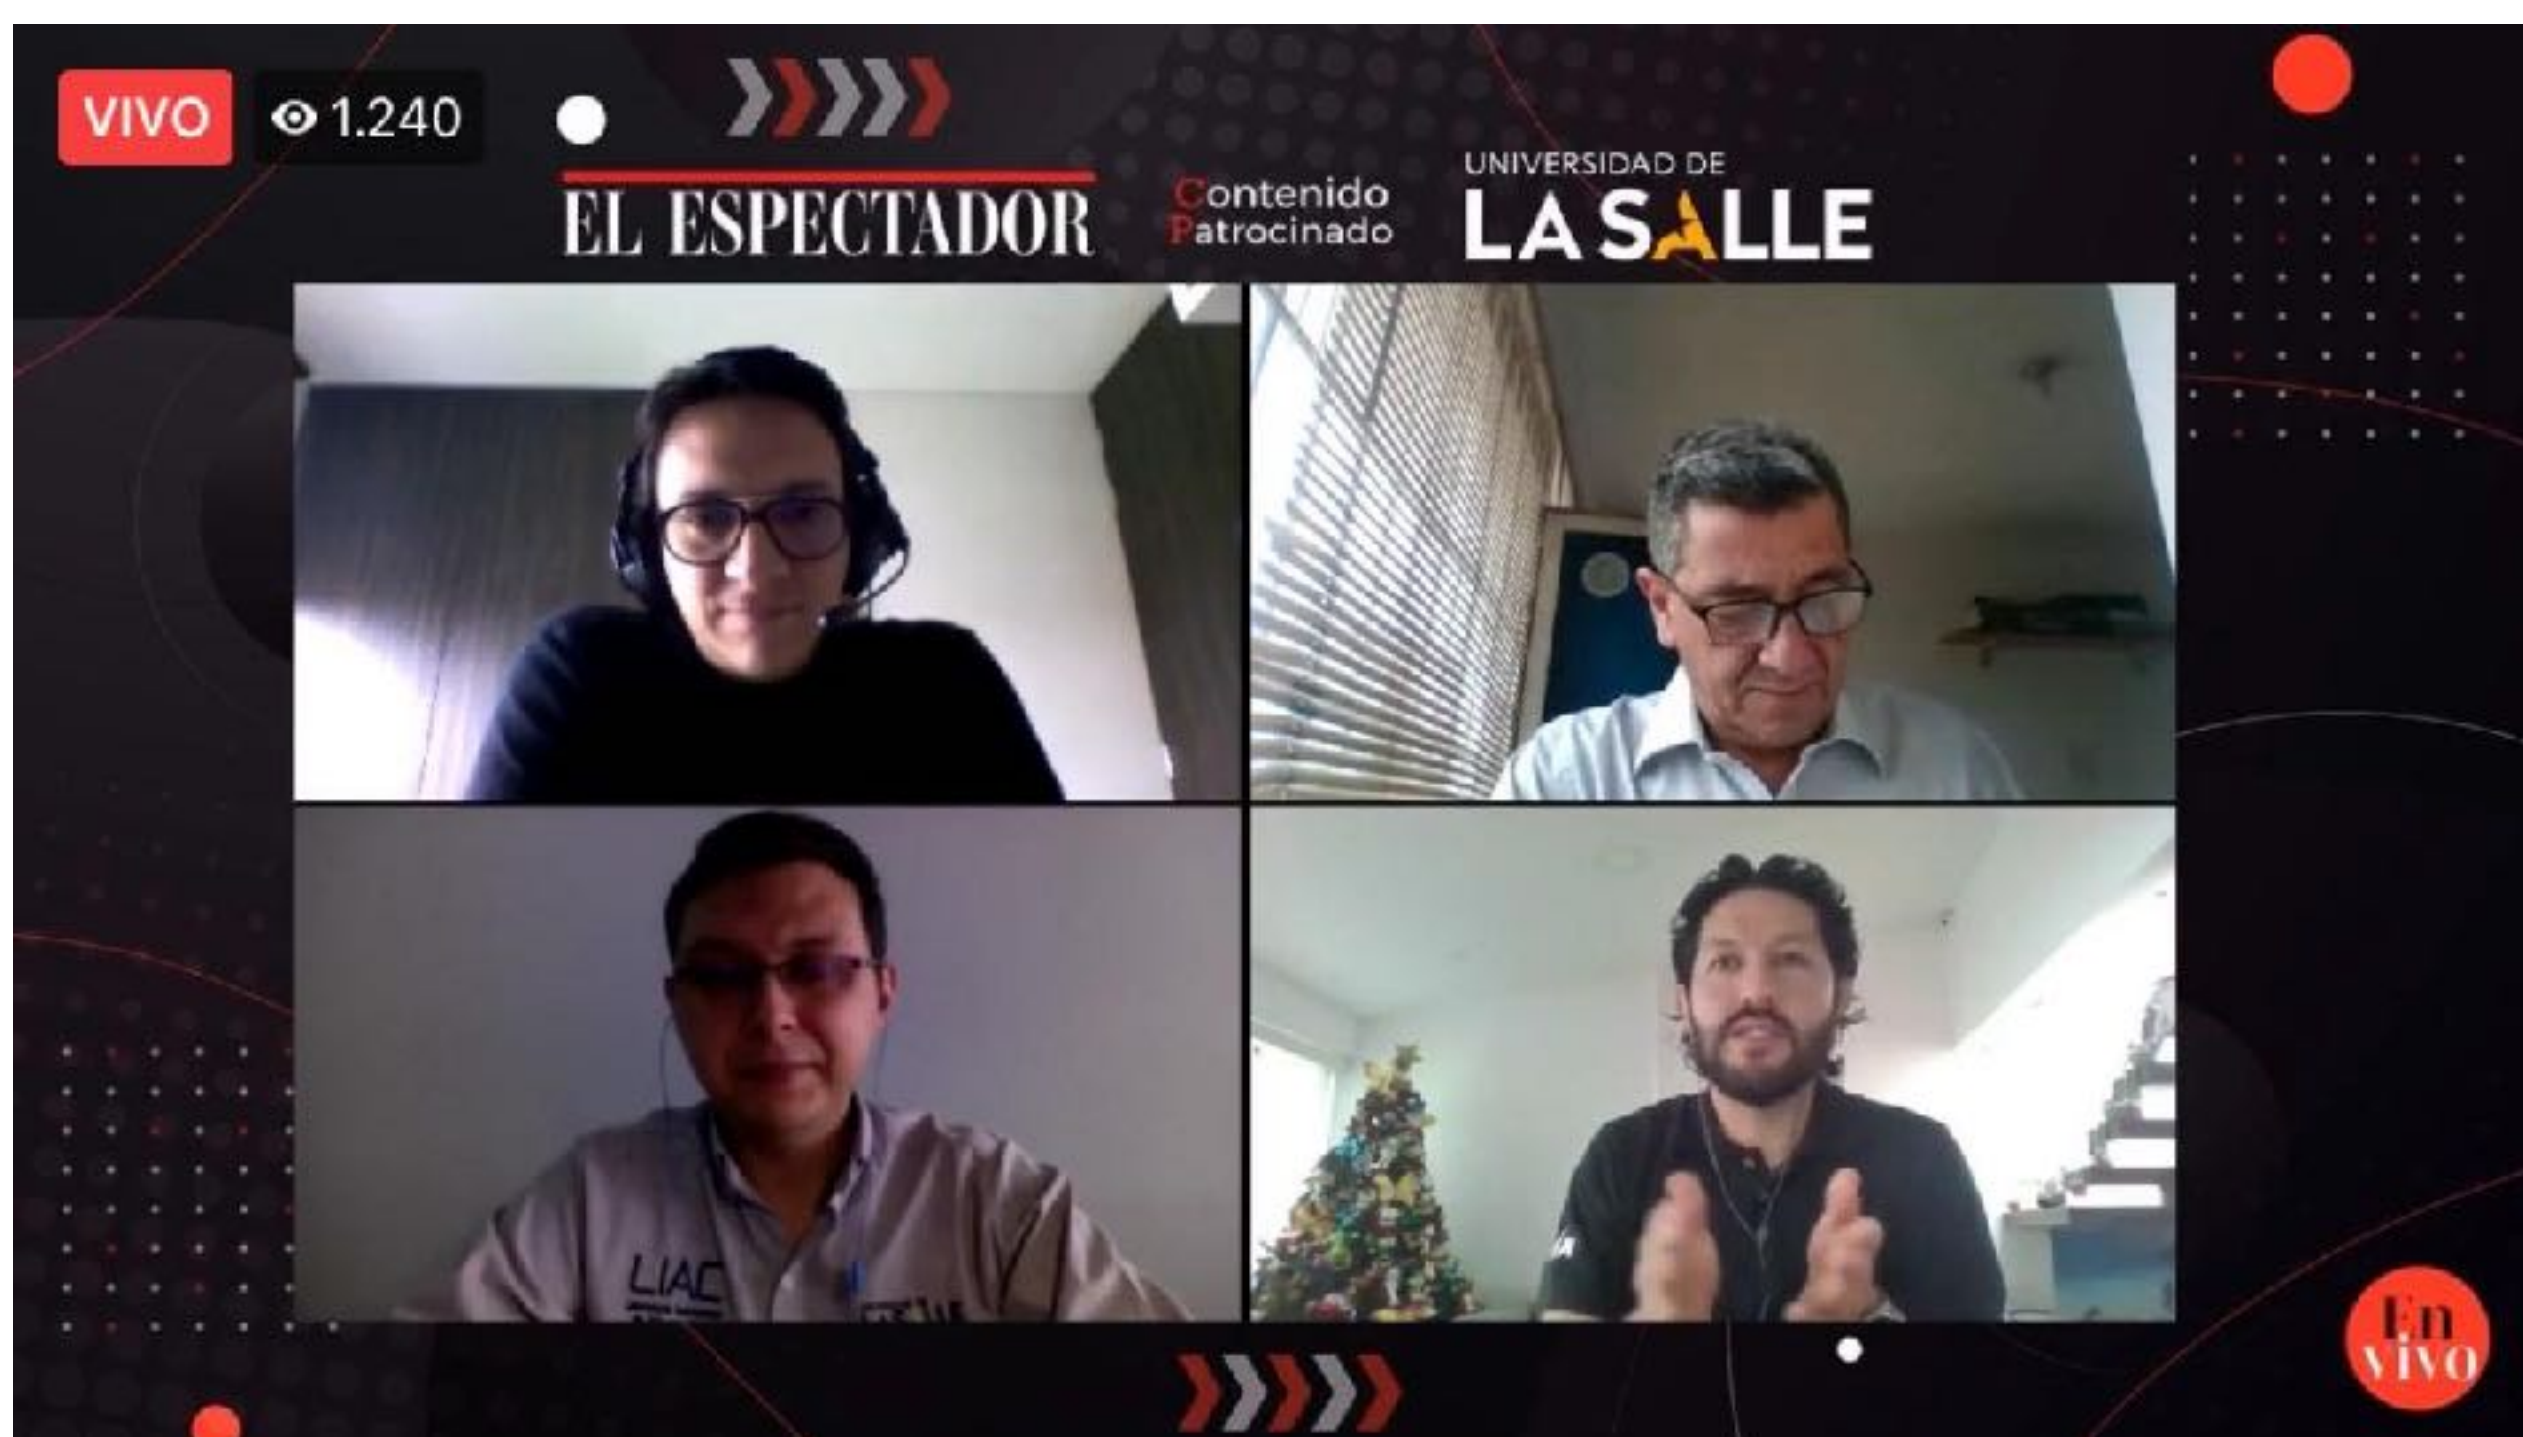 VIVO
1.240
EL ESPECTADOR
Contenido
Patrocinado
UNIVERSIDAD DE
LA SALLE
LIAC
En
vivo